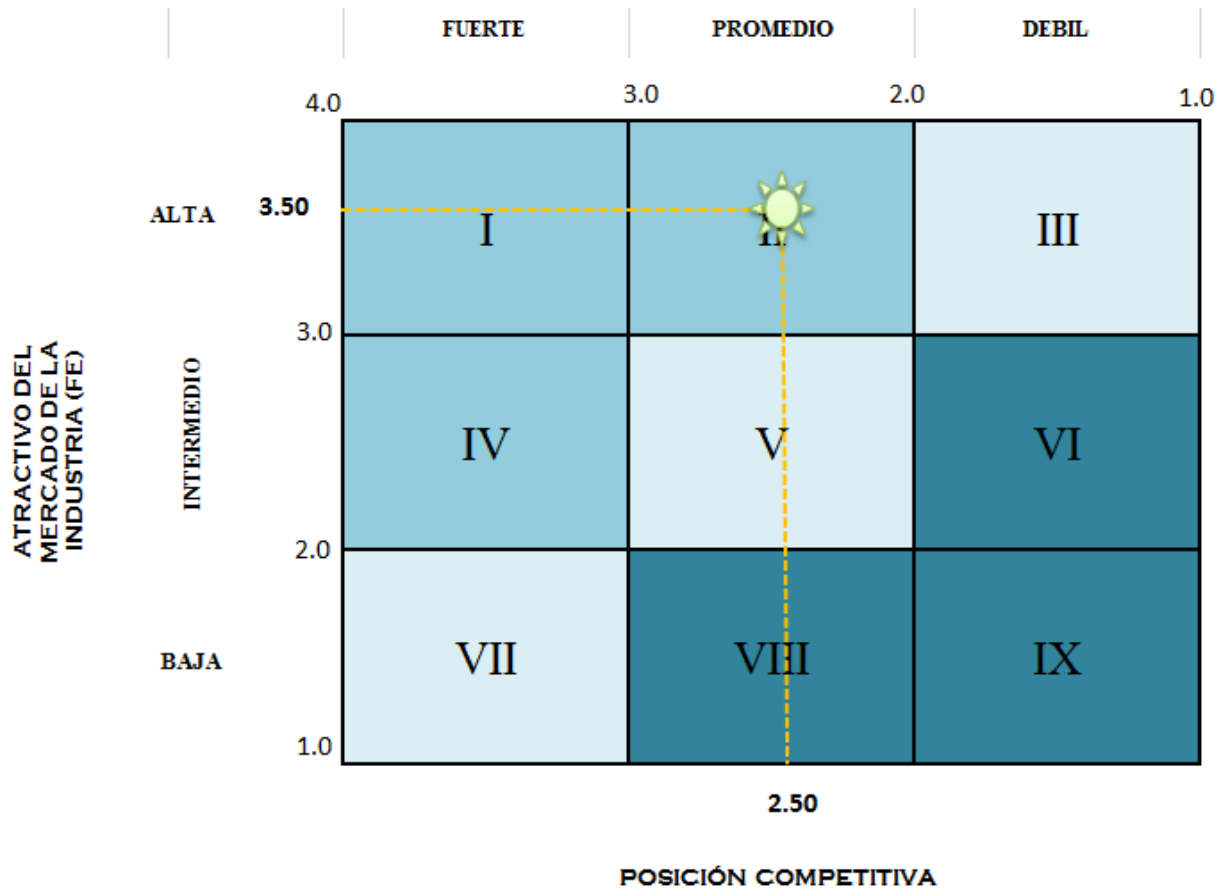 FUERTE PROMEDIO DEBIL
4.0 3.0 2.0 1.0
ALTA 3.50
I II III
3.0
ATRACTIVO DEL
MERCADO DE LA
INDUSTRIA (FE)
INTERMEDIO
IV V VI
2.0
BAJA
VII VIII IX
1.0
2.50
POSICIÓN COMPETITIVA